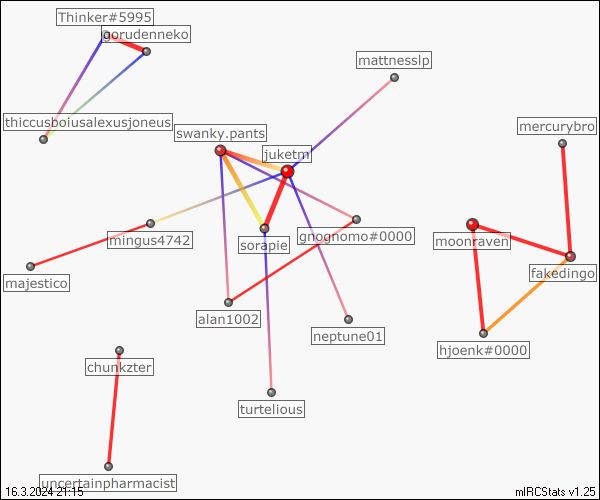 Thinker#5995
gorudenneko
mattnesslp
thiccusboiusalexusjoneus
mercurybro
swanky.pants
juketm
gnognomo#0000
mingus4742
sorapie
moonraven
fakedingo
majestico
alan1002
neptune01
hjoenk#0000
chunkzter
turtelious
uncertainpharmacist
16.3.2024 21:15
mIRCStats v1.25